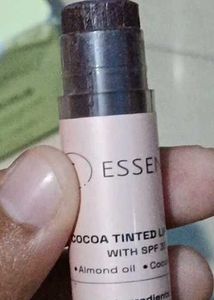 ESSEN
COCOA TINTED L
WITH SPF
• Almond oil • Coco